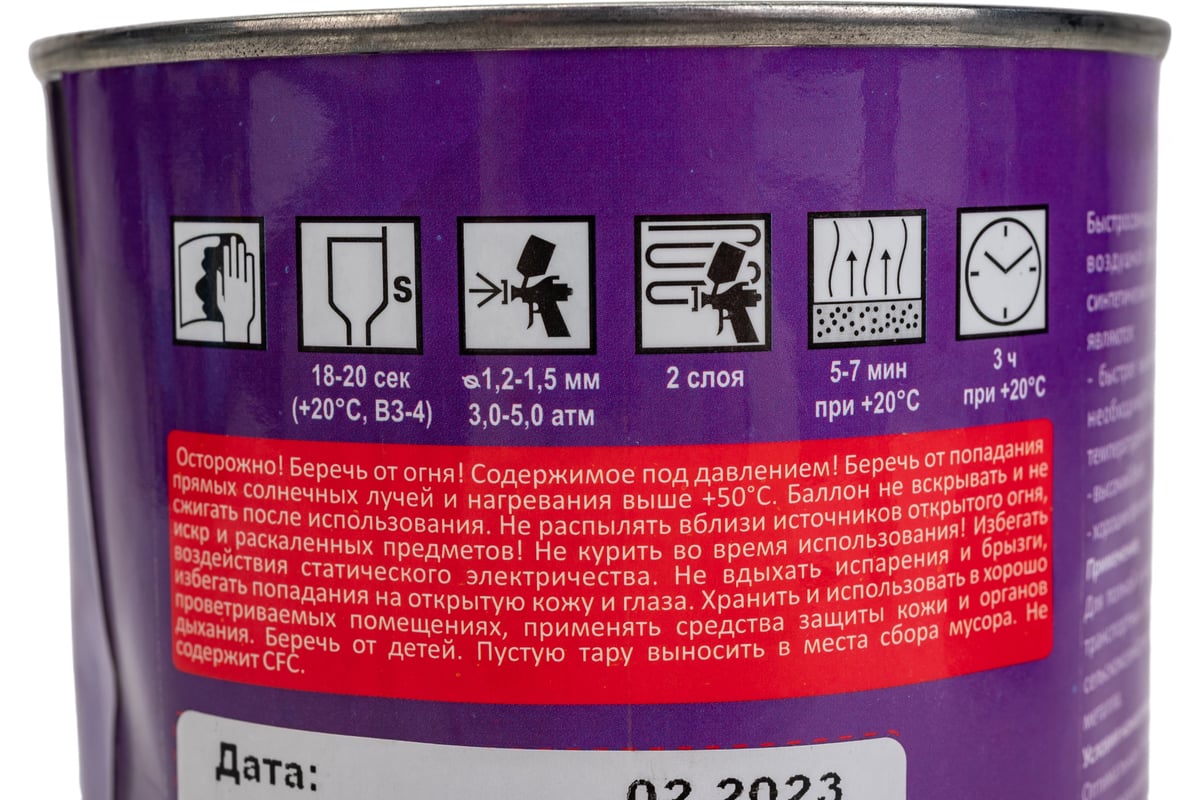 S
18-20 сек
(+20°C, ВЗ-4)
⌀1,2-1,5 мм
3,0-5,0 атм
2 слоя
5-7 мин
при +20°C
3 ч
при +20°C
Осторожно! Беречь от огня! Содержимое под давлением! Беречь от попадания
прямых солнечных лучей и нагревания выше +50°C. Баллон не вскрывать и не
сжигать после использования. Не распылять вблизи источников открытого огня,
искр и раскаленных предметов! Не курить во время использования! Избегать
воздействия статического электричества. Не вдыхать испарения и брызги,
избегать попадания на открытую кожу и глаза. Хранить и использовать в хорошо
проветриваемых помещениях, применять средства защиты кожи и органов
дыхания. Беречь от детей. Пустую тару выносить в места сбора мусора. Не
содержит CFC.
Дата:
02.2023